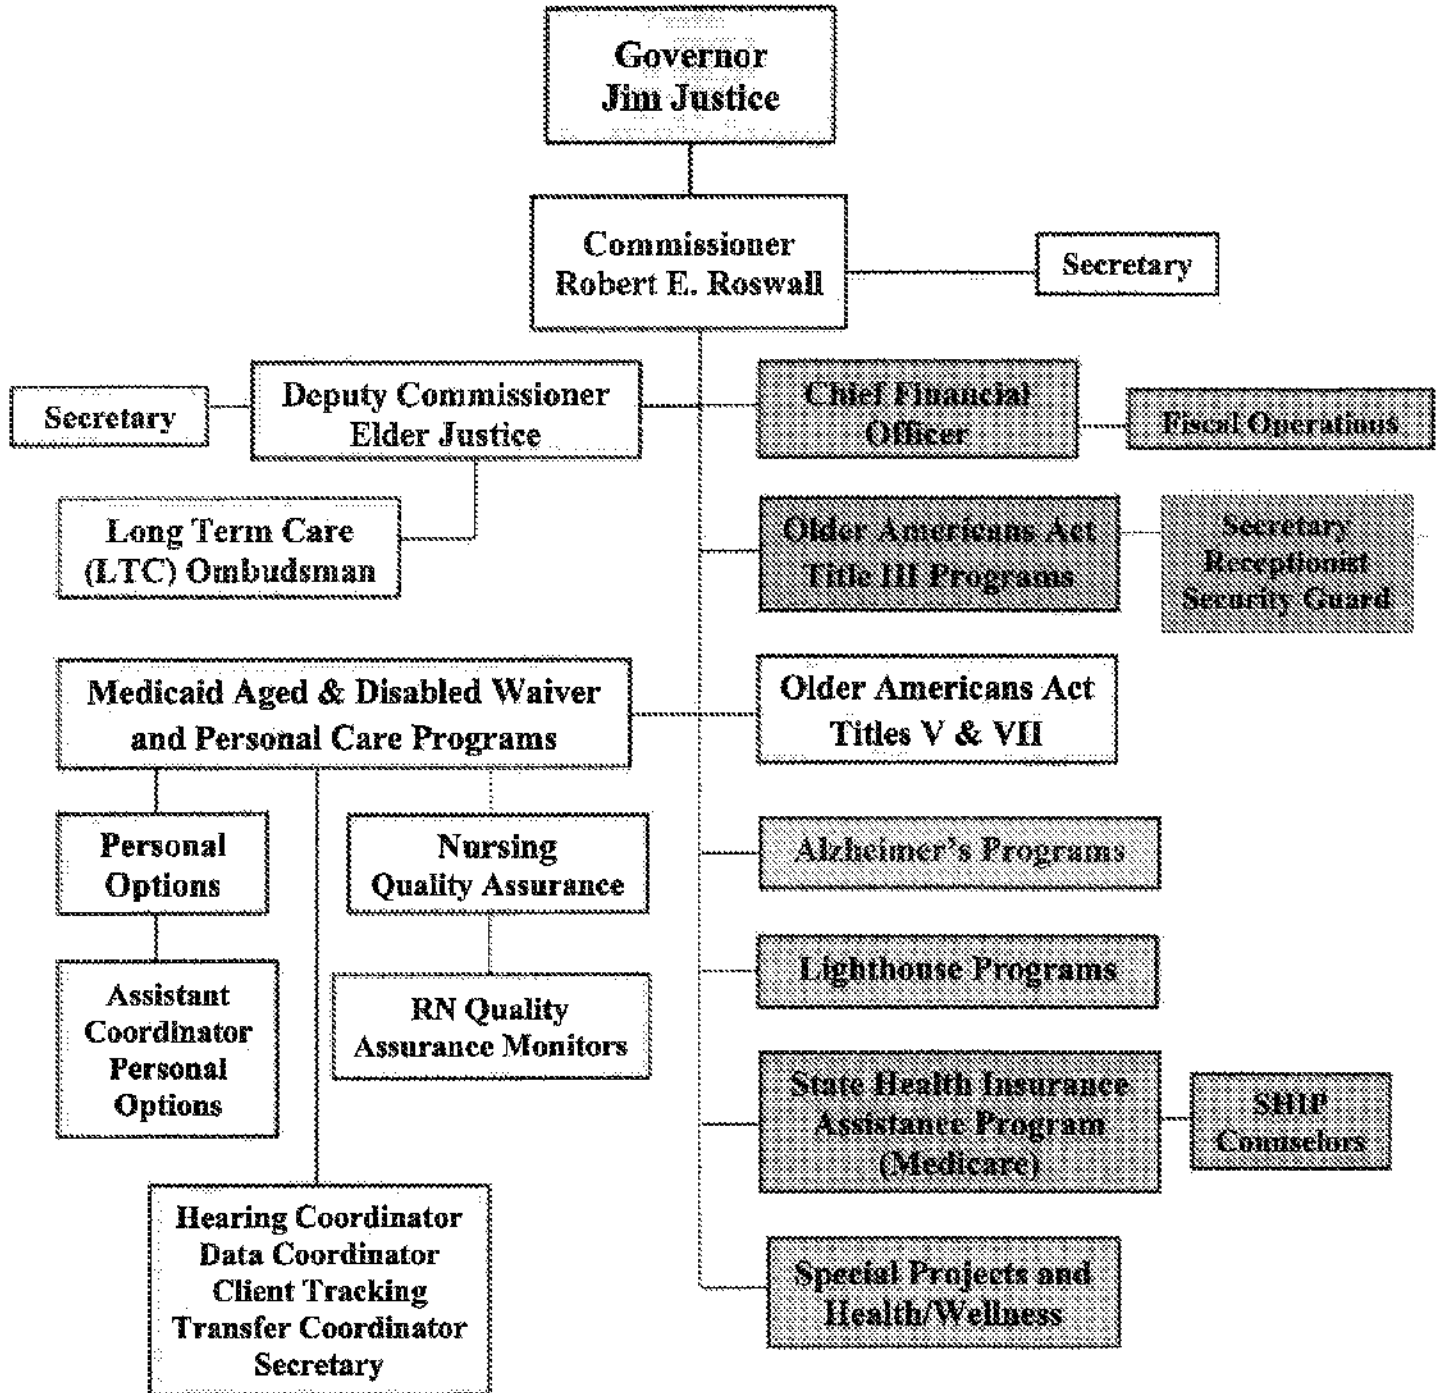 Governor
Jim Justice
Commissioner
Robert E. Roswall
Secretary
Deputy Commissioner
Elder Justice
Secretary
Chief Financial
Officer
Fiscal Operations
Long Term Care
(LTC) Ombudsman
Older Americans Act
Title III Programs
Secretary
Receptionist
Security Guard
Medicaid Aged & Disabled Waiver
and Personal Care Programs
Older Americans Act
Titles V & VII
Personal
Options
Nursing
Quality Assurance
Alzheimer's Programs
Assistant
Coordinator
Personal
Options
RN Quality
Assurance Monitors
Lighthouse Programs
State Health Insurance
Assistance Program
(Medicare)
SHIP
Counselors
Hearing Coordinator
Data Coordinator
Client Tracking
Transfer Coordinator
Secretary
Special Projects and
Health/Wellness